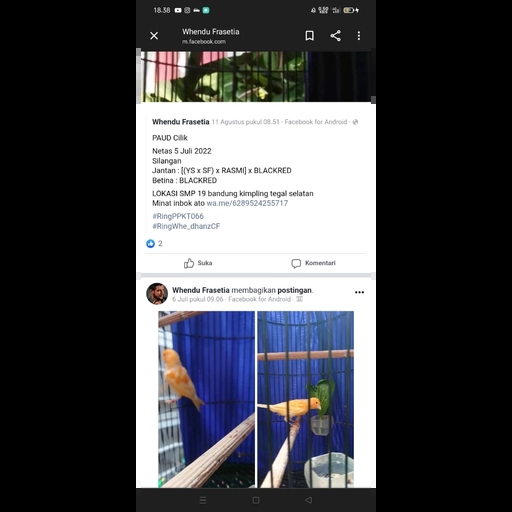 18.38
Whendu Frasetia
m.facebook.com
Whendu Frasetia 11 Agustus pukul 08.51 · Facebook for Android ·
PAUD Cilik
Netas 5 Juli 2022
Silangan
Jantan : [(YS x SF) x RASMI] x BLACKRED
Betina : BLACKRED
LOKASI SMP 19 bandung kimpling tegal selatan
Minat inbok ato wa.me/6289524255717
#RingPPKT066
#RingWhe_dhanzCF
2
Suka
Komentari
Whendu Frasetia membagikan postingan.
6 Juli pukul 09.06 · Facebook for Android ·